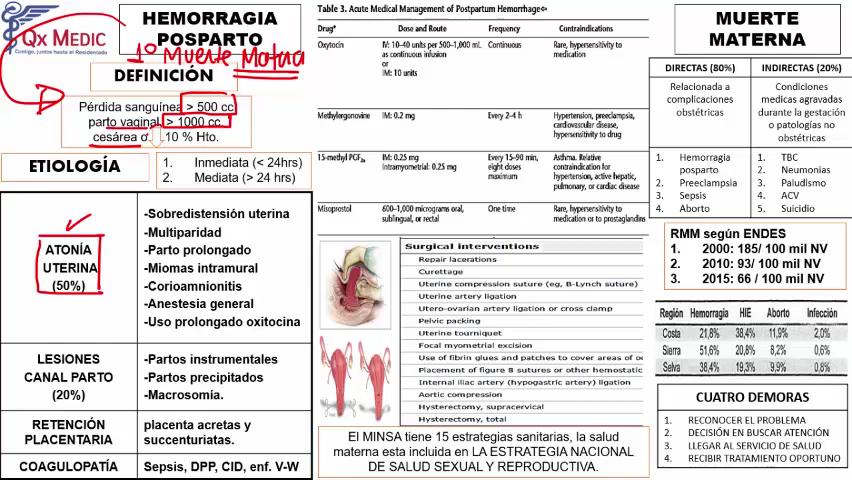 Qx MEDIC
Contigo, juntos hasta el Residentado
HEMORRAGIA
POSPARTO
1° Muerte Materna
DEFINICIÓN
Pérdida sanguínea > 500 cc
parto vaginal > 1000 cc.
cesárea o 10 % Hto.
ETIOLOGÍA
1. Inmediata (< 24hrs)
2. Mediata (> 24 hrs)
ATONÍA
UTERINA
(50%)
-Sobredistensión uterina
-Multiparidad
-Parto prolongado
-Miomas intramural
-Corioamnionitis
-Anestesia general
-Uso prolongado oxitocina
LESIONES
CANAL PARTO
(20%)
-Partos instrumentales
-Partos precipitados
-Macrosomía.
RETENCIÓN
PLACENTARIA
placenta acretas y
succenturiatas.
COAGULOPATÍA
Sepsis, DPP, CID, enf. V-W
Table 3. Acute Medical Management of Postpartum Hemorrhage
Drug* Dose and Route Frequency Contraindications
Oxytocin IV: 10–40 units per 500–1,000 mL Continuous Rare, hypersensitivity to
as continuous infusion medication
or
IM: 10 units
Methylergonovine IM: 0.2 mg Every 2–4 h Hypertension, preeclampsia,
cardiovascular disease,
hypersensitivity to drug
15-methyl PGF2α IM: 0.25 mg Every 15–90 min, Asthma. Relative
Intramyometrial: 0.25 mg eight doses contraindication for
maximum hypertension, active hepatic,
pulmonary, or cardiac disease
Misoprostol 600–1,000 micrograms oral, One time Rare, hypersensitivity to
sublingual, or rectal medication or to prostaglandins
Surgical interventions
Repair lacerations
Curettage
Uterine compression suture (eg, B-Lynch suture)
Uterine artery ligation
Utero-ovarian artery ligation or cross clamp
Pelvic packing
Uterine tourniquet
Focal myometrial excision
Use of fibrin glues and patches to cover areas of oo
Placement of figure 8 sutures or other hemostatic
Internal iliac artery (hypogastric artery) ligation
Aortic compression
Hysterectomy, supracervical
Hysterectomy, total
El MINSA tiene 15 estrategias sanitarias, la salud
materna esta incluida en LA ESTRATEGIA NACIONAL
DE SALUD SEXUAL Y REPRODUCTIVA.
MUERTE
MATERNA
DIRECTAS (80%) INDIRECTAS (20%)
Relacionada a
complicaciones
obstétricas
Condiciones
medicas agravadas
durante la gestación
o patologías no
obstétricas
1. Hemorragia
posparto
2. Preeclampsia
3. Sepsis
4. Aborto
1. TBC
2. Neumonias
3. Paludismo
4. ACV
5. Suicidio
RMM según ENDES
1. 2000: 185/ 100 mil NV
2. 2010: 93/ 100 mil NV
3. 2015: 66 / 100 mil NV
Región Hemorragia HIE Aborto Infección
Costa 21,8% 38,4% 11,9% 2,0%
Sierra 51,6% 20,8% 8,2% 0,6%
Selva 38,4% 19,3% 9,9% 0,8%
CUATRO DEMORAS
1. RECONOCER EL PROBLEMA
2. DECISIÓN EN BUSCAR ATENCIÓN
3. LLEGAR AL SERVICIO DE SALUD
4. RECIBIR TRATAMIENTO OPORTUNO